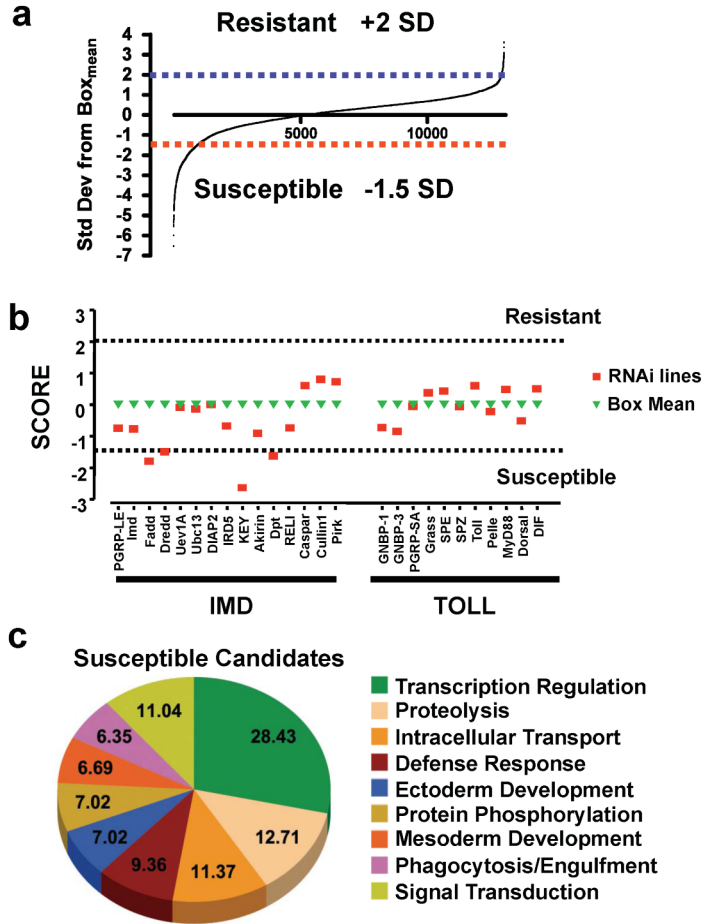 a
Resistant +2 SD
Std Dev from Boxmean
4
3
2
1
0
-1
-2
-3
-4
-5
-6
-7
5000
10000
Susceptible -1.5 SD
b
SCORE
3
2
1
0
-1
-2
-3
Resistant
Susceptible
RNAi lines
Box Mean
PGRP-LE
Imd
Fadd
Dredd
Uev1A
Ubc13
DIAP2
IRD5
KEY
Akirin
Dpt
RELI
Caspar
Cullin1
Pirk
GNBP-1
GNBP-3
PGRP-SA
Grass
SPE
SPZ
Toll
Pelle
MyD88
Dorsal
DIF
IMD
TOLL
c
Susceptible Candidates
11.04
28.43
6.35
6.69
7.02
7.02
9.36
11.37
12.71
Transcription Regulation
Proteolysis
Intracellular Transport
Defense Response
Ectoderm Development
Protein Phosphorylation
Mesoderm Development
Phagocytosis/Engulfment
Signal Transduction